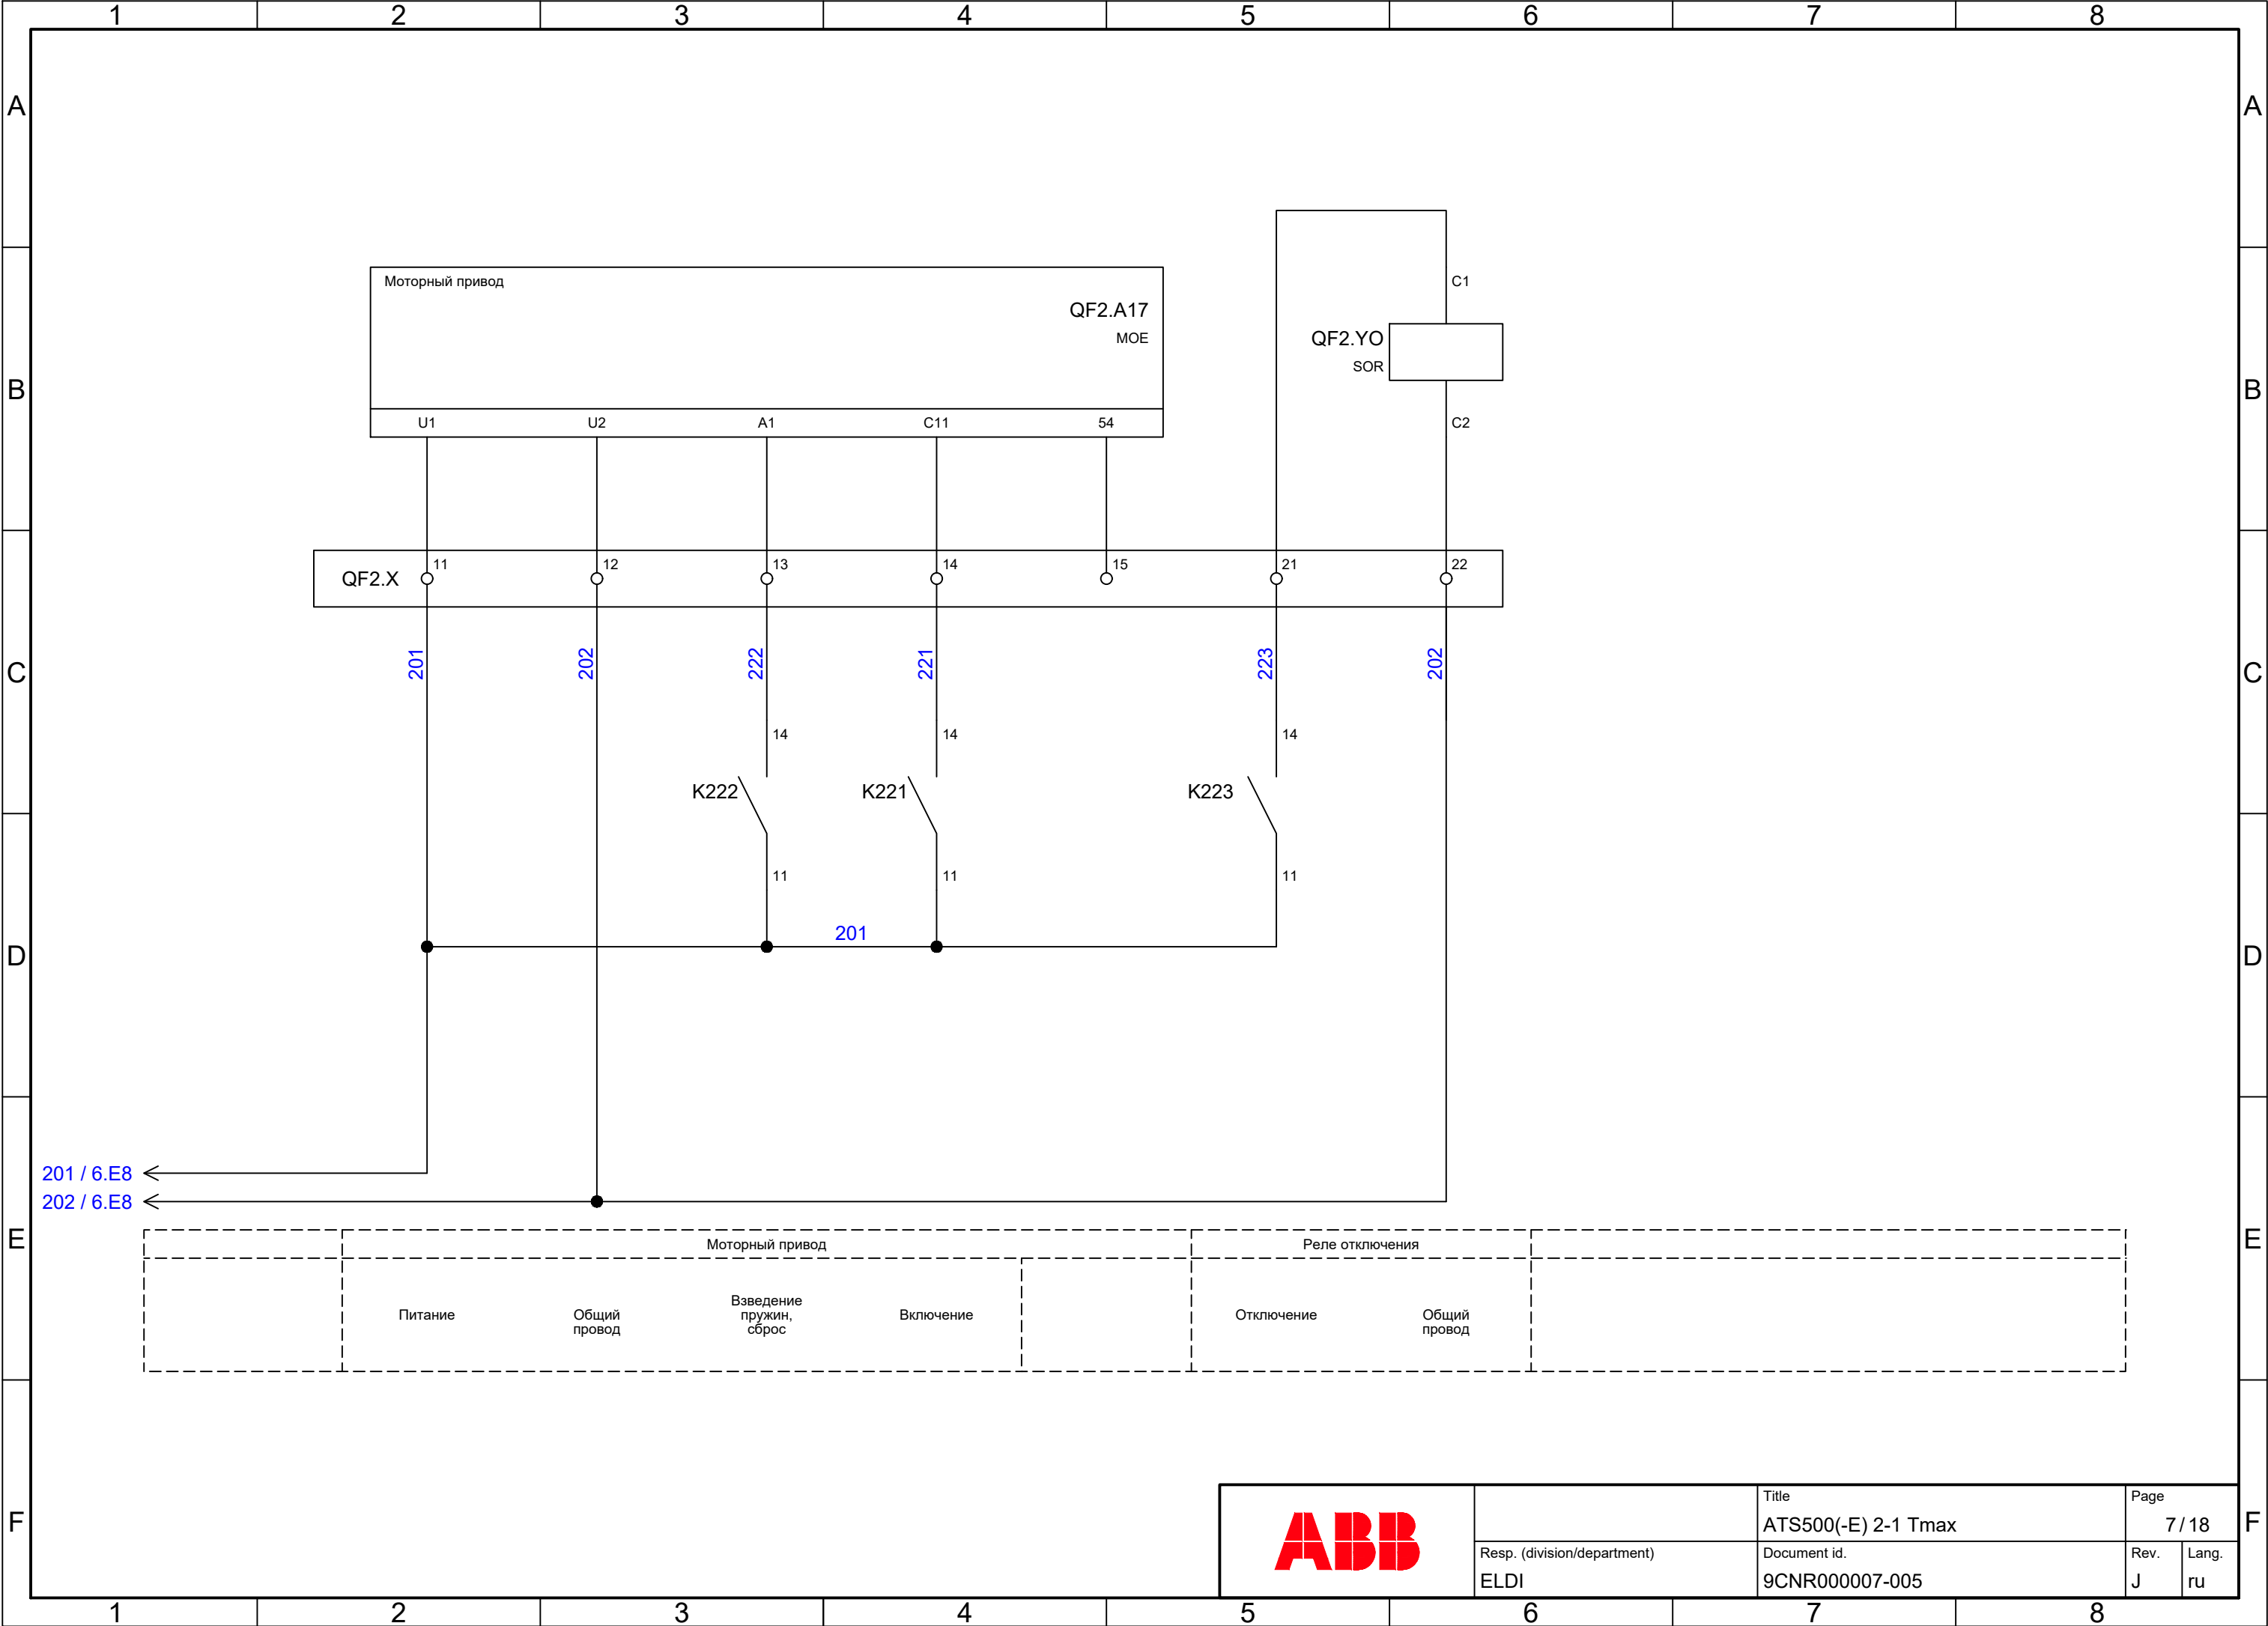 1 2 3 4 5 6 7 8
A A
Моторный привод
QF2.A17
MOE
C1
QF2.YO
SOR
B B
U1 U2 A1 C11 54
C2
QF2.X 11 12 13 14 15 21 22
201 202 222 221 223 202
C C
14 14 14
K222 K221 K223
11 11 11
201
D D
201 / 6.E8
202 / 6.E8
E E
Моторный привод Реле отключения
Питание
Общий
провод
Взведение
пружин,
сброс
Включение
Отключение
Общий
провод
F F
ABB
Title
ATS500(-E) 2-1 Tmax
Page
7 / 18
Resp. (division/department)
ELDI
Document id.
9CNR000007-005
Rev.
J
Lang.
ru
1 2 3 4 5 6 7 8